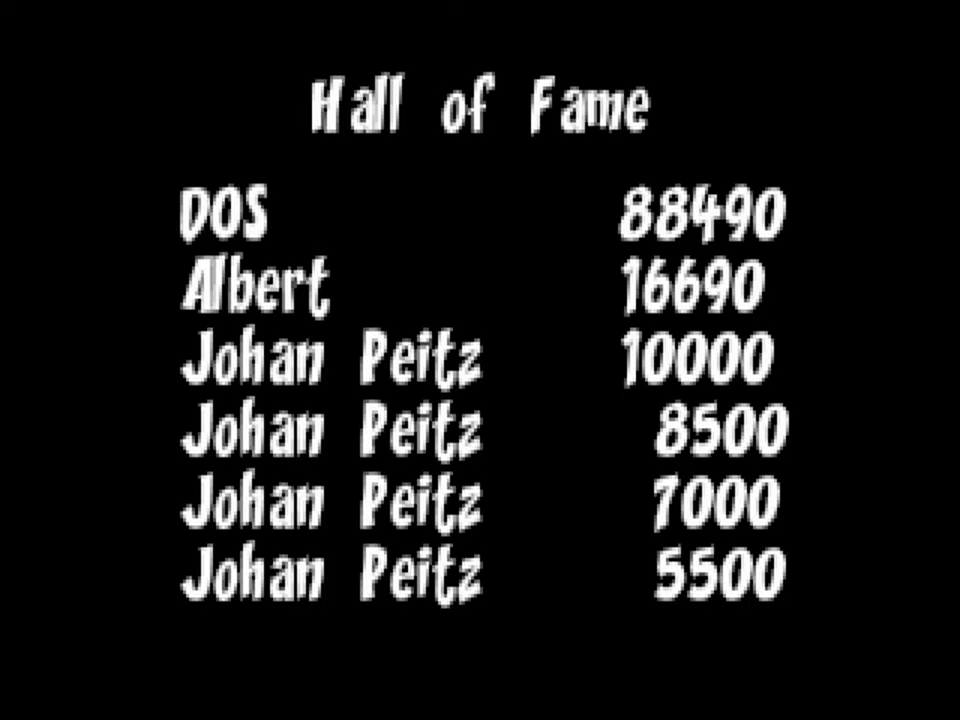 Hall of Fame
DOS 88490
Albert 16690
Johan Peitz 10000
Johan Peitz 8500
Johan Peitz 7000
Johan Peitz 5500